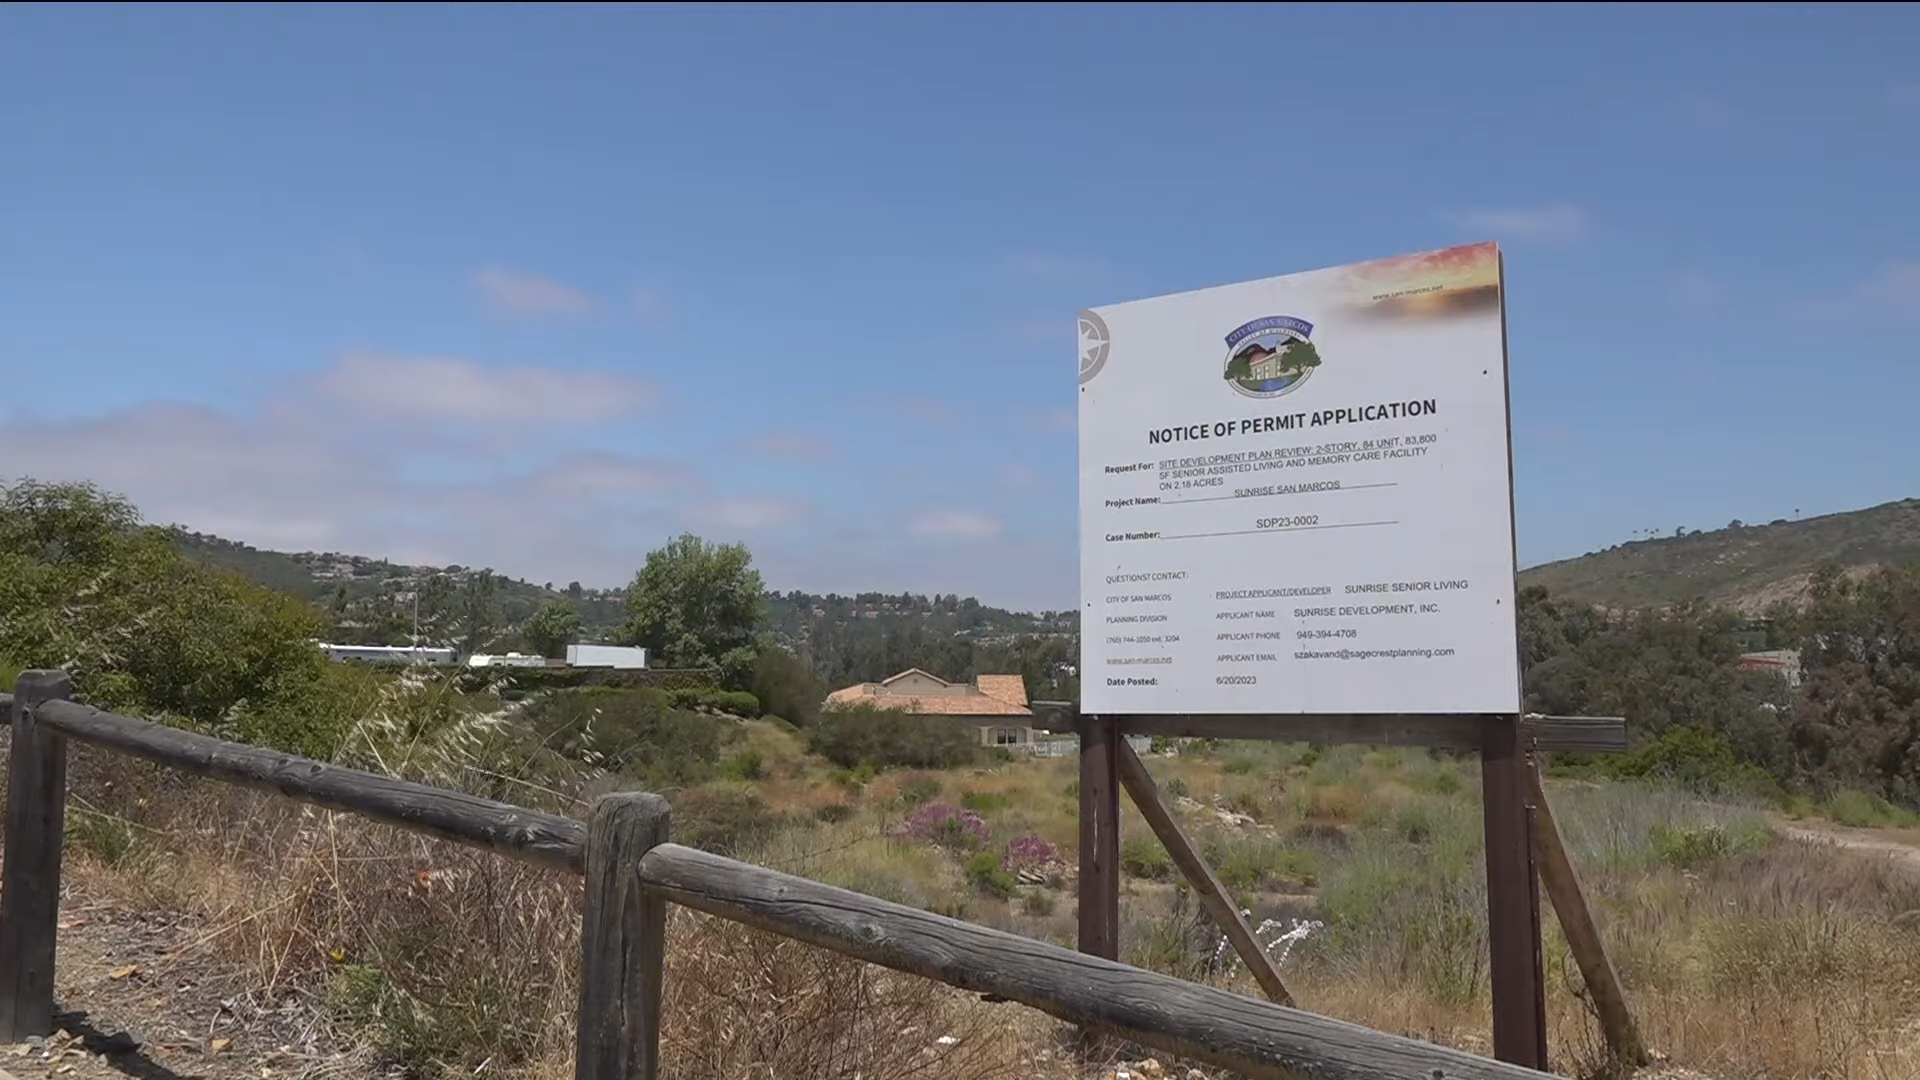 www.san-marcos.net
CITY OF SAN MARCOS
NOTICE OF PERMIT APPLICATION
Request For: SITE DEVELOPMENT PLAN REVIEW: 2-STORY, 84 UNIT, 83,800
SF SENIOR ASSISTED LIVING AND MEMORY CARE FACILITY
ON 2.18 ACRES
Project Name: SUNRISE SAN MARCOS
Case Number: SDP23-0002
QUESTIONS? CONTACT:
CITY OF SAN MARCOS PROJECT APPLICANT/DEVELOPER SUNRISE SENIOR LIVING
PLANNING DIVISION APPLICANT NAME SUNRISE DEVELOPMENT, INC.
(760) 744-1050 ext. 3204 APPLICANT PHONE 949-394-4708
www.san-marcos.net APPLICANT EMAIL szakavand@sagecrestplanning.com
Date Posted: 6/20/2023